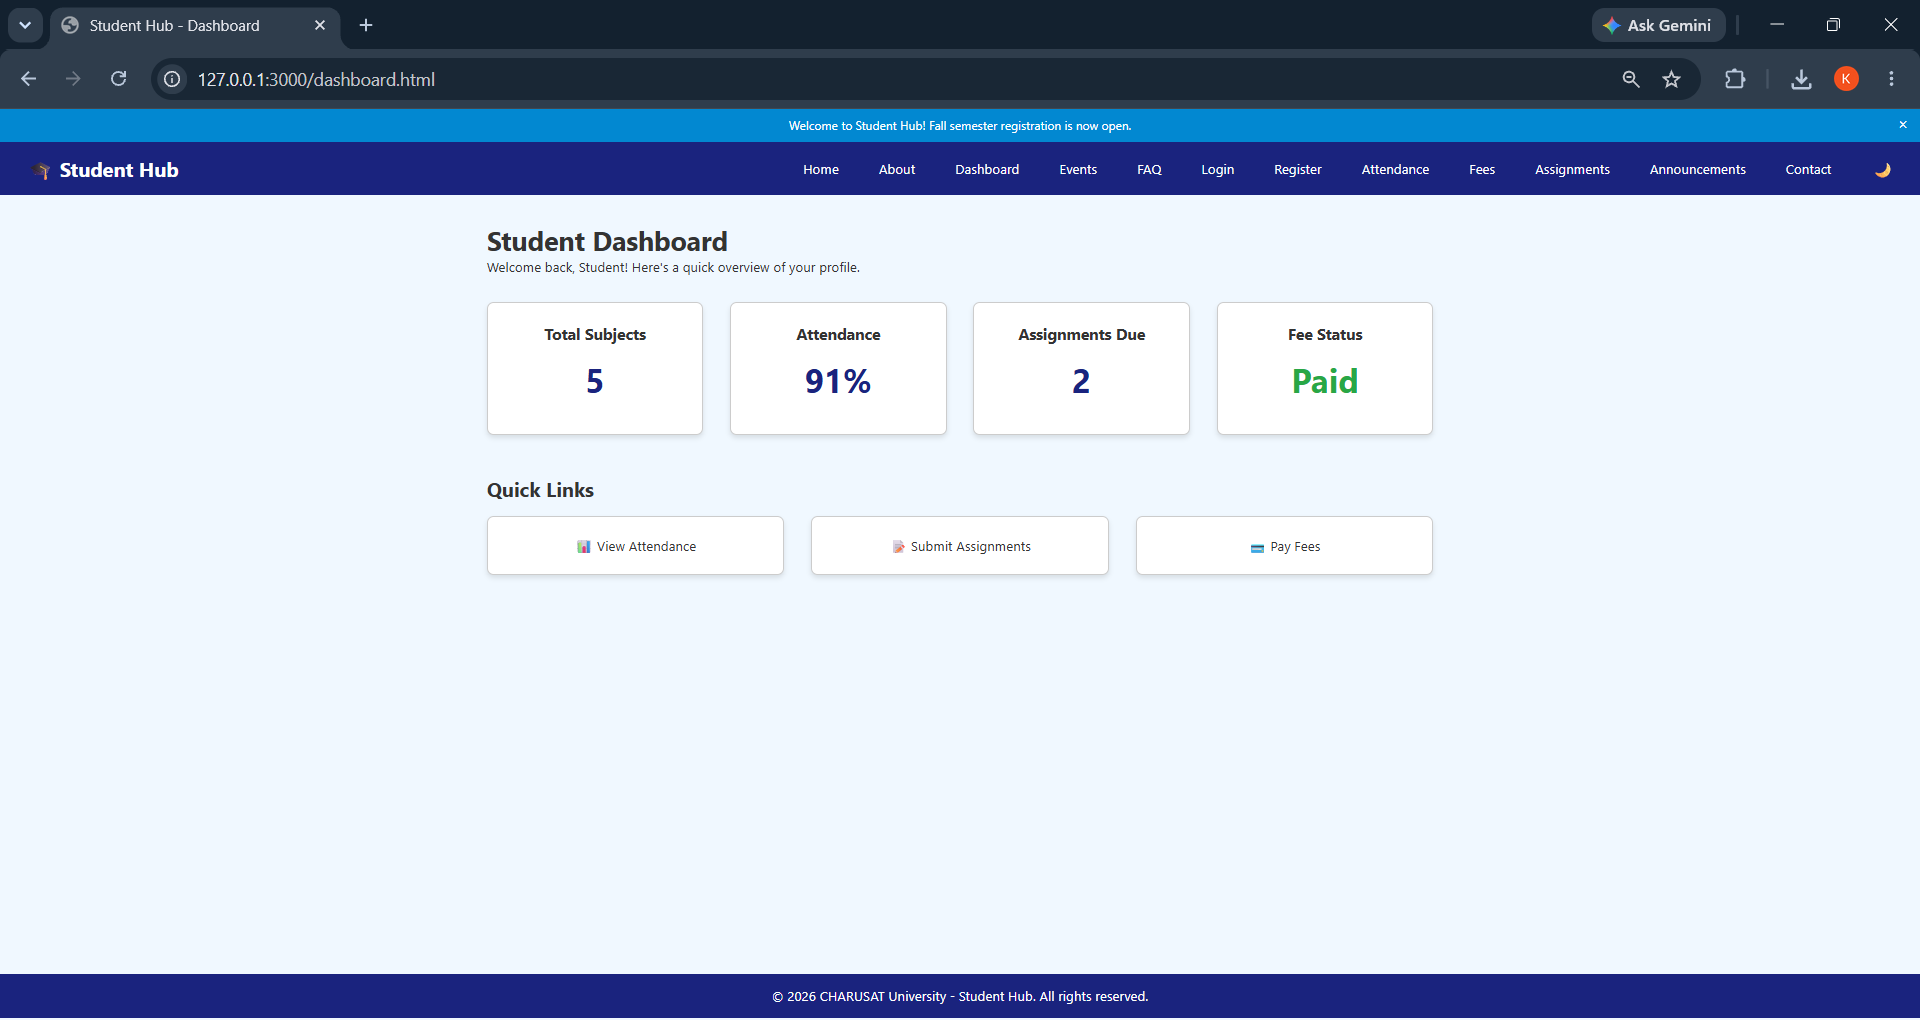 Student Hub - Dashboard
Ask Gemini
127.0.0.1:3000/dashboard.html
K
Welcome to Student Hub! Fall semester registration is now open.
Student Hub
Home About Dashboard Events FAQ Login Register Attendance Fees Assignments Announcements Contact
Student Dashboard
Welcome back, Student! Here's a quick overview of your profile.
Total Subjects
5
Attendance
91%
Assignments Due
2
Fee Status
Paid
Quick Links
View Attendance
Submit Assignments
Pay Fees
© 2026 CHARUSAT University - Student Hub. All rights reserved.